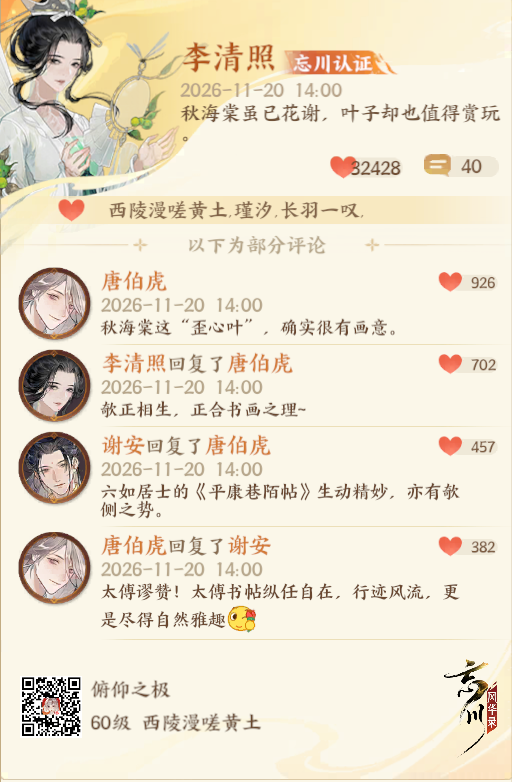 李清照 忘川认证
2026-11-20 14:00
秋海棠虽已花谢，叶子却也值得赏玩
。
32428 40
西陵漫嗟黄土,瑾汐,长羽一叹,
以下为部分评论
唐伯虎 926
2026-11-20 14:00
秋海棠这“歪心叶”，确实很有画意。
李清照回复了唐伯虎 702
2026-11-20 14:00
欹正相生，正合书画之理~
谢安回复了唐伯虎 457
2026-11-20 14:00
六如居士的《平康巷陌帖》生动精妙，亦有欹
侧之势。
唐伯虎回复了谢安 382
2026-11-20 14:00
太傅谬赞！太傅书帖纵任自在，行迹风流，更
是尽得自然雅趣
俯仰之极
60级 西陵漫嗟黄土
忘川
风华录